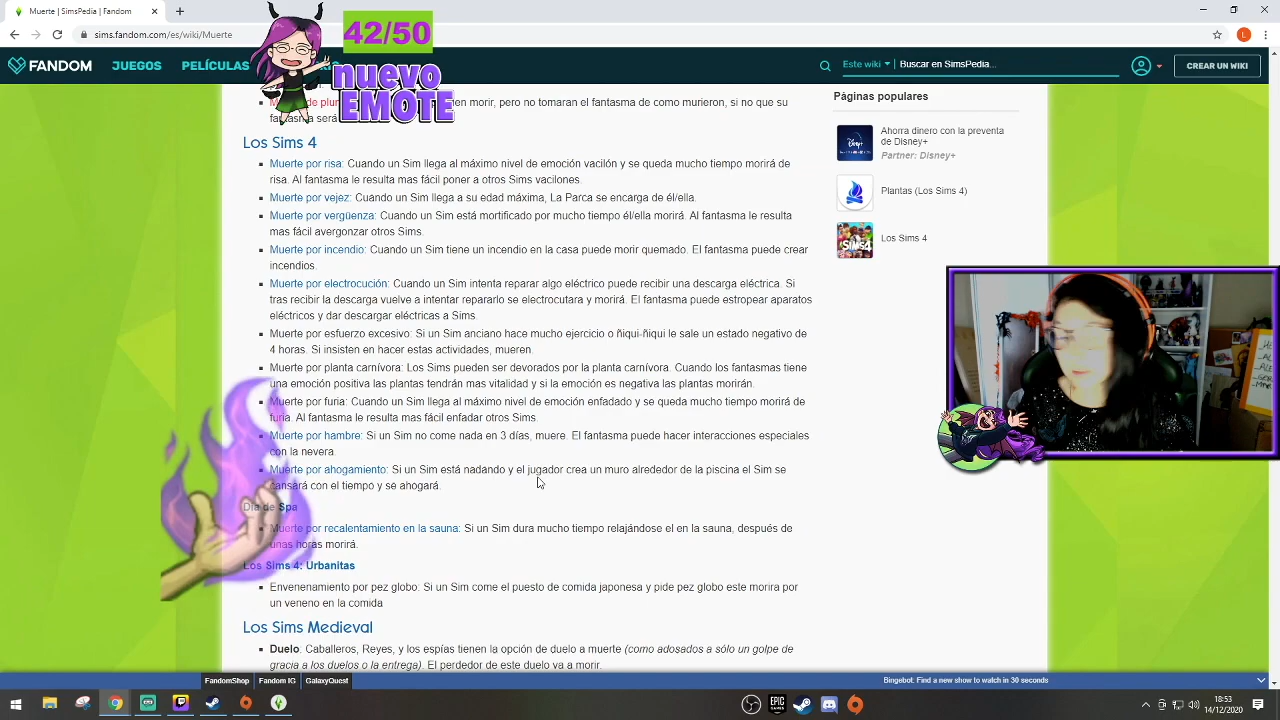 Muerte | SimsPedia | Fandom
sims.fandom.com/es/wiki/Muerte
L
42/50
nuevo
EMOTE
FANDOM
JUEGOS
PELÍCULAS
Este wiki
Buscar en SimsPedia...
CREAR UN WIKI
en morir, pero no tomaran el fantasma de como murieron, si no que su
fantasma será
Los Sims 4
Muerte por risa: Cuando un Sim llega al máximo nivel de emoción vacilón y se queda mucho tiempo morirá de
risa. Al fantasma le resulta mas fácil poner a otros Sims vacilones.
Muerte por vejez: Cuando un Sim llega a su edad máxima, La Parca se encarga de él/ella.
Muerte por vergüenza: Cuando un Sim está mortificado por mucho tiempo él/ella morirá. Al fantasma le resulta
mas fácil avergonzar otros Sims.
Muerte por incendio: Cuando un Sim tiene un incendio en la casa puede morir quemado. El fantasma puede crear
incendios.
Muerte por electrocución: Cuando un Sim intenta reparar algo eléctrico puede recibir una descarga eléctrica. Si
tras recibir la descarga vuelve a intentar repararlo se electrocutara y morirá. El fantasma puede estropear aparatos
eléctricos y dar descargar eléctricas a Sims.
Muerte por esfuerzo excesivo: Si un Sim anciano hace mucho ejercicio o ñiqui-ñiqui le sale un estado negativo de
4 horas. Si insisten en hacer estas actividades, mueren.
Muerte por planta carnívora: Los Sims pueden ser devorados por la planta carnívora. Cuando los fantasmas tiene
una emoción positiva las plantas tendrán mas vitalidad y si la emoción es negativa las plantas morirán.
Muerte por furia: Cuando un Sim llega al máximo nivel de emoción enfadado y se queda mucho tiempo morirá de
furia. Al fantasma le resulta mas fácil enfadar otros Sims.
Muerte por hambre: Si un Sim no come nada en 3 días, muere. El fantasma puede hacer interacciones especiales
con la nevera.
Muerte por ahogamiento: Si un Sim está nadando y el jugador crea un muro alrededor de la piscina el Sim se
cansará con el tiempo y se ahogará.
Día de Spa
Muerte por recalentamiento en la sauna: Si un Sim dura mucho tiempo relajándose el en la sauna, después de
unas horas morirá.
Los Sims 4: Urbanitas
Envenenamiento por pez globo: Si un Sim come el puesto de comida japonesa y pide pez globo este morira por
un veneno en la comida
Los Sims Medieval
Duelo: Caballeros, Reyes, y los espías tienen la opción de duelo a muerte (como adosados a sólo un golpe de
gracia a los duelos o la entrega). El perdedor de este duelo va a morir.
Páginas populares
Ahorra dinero con la preventa
de Disney+
Partner: Disney+
Plantas (Los Sims 4)
Los Sims 4
FandomShop
Fandom IG
GalaxyQuest
Bingebot: Find a new show to watch in 30 seconds
18:53
14/12/2020